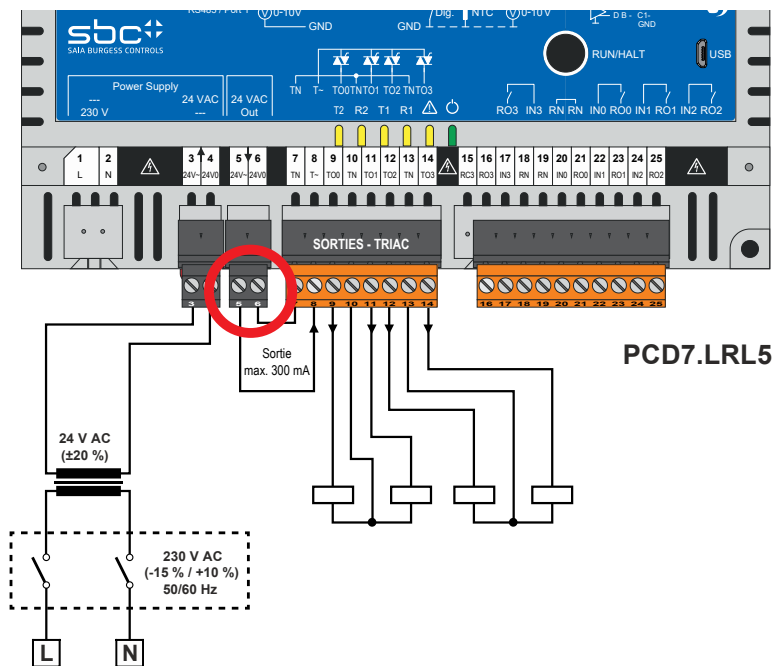 RS485 / Port 1
0-10V
GND
GND
Dig.
NTC
0-10V
D B -
C1-
GND
sbc
SAIA BURGESS CONTROLS
RUN/HALT
USB
Power Supply
---
230 V
24 VAC
---
24 VAC
Out
TN T~ TO0 TN TO1 TO2 TN TO3
T2 R2 T1 R1
RO3 IN3 RN RN IN0 RO0 IN1 RO1 IN2 RO2
1 2 3 4 5 6 7 8 9 10 11 12 13 14 15 16 17 18 19 20 21 22 23 24 25
L N 24V~ 24V0 24V~ 24V0 TN T~ TO0 TN TO1 TO2 TN TO3 RC3 RO3 IN3 RN RN IN0 RO0 IN1 RO1 IN2 RO2
SORTIES - TRIAC
3 5 6 7 8 9 10 11 12 13 14 16 17 18 19 20 21 22 23 24 25
Sortie
max. 300 mA
PCD7.LRL5
24 V AC
(±20 %)
230 V AC
(-15 % / +10 %)
50/60 Hz
L N